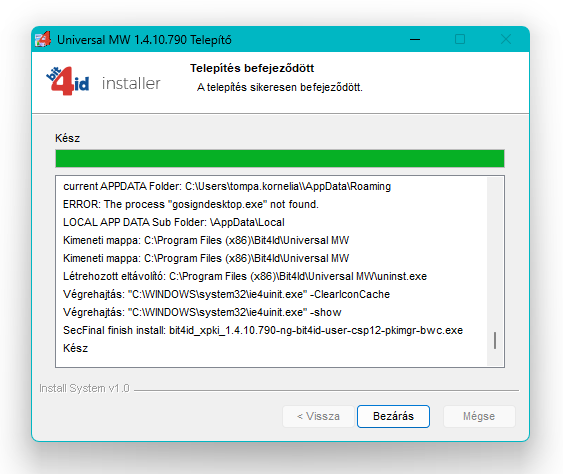 Universal MW 1.4.10.790 Telepítő
bit4id installer
Telepítés befejeződött
A telepítés sikeresen befejeződött.
Kész
current APPDATA Folder: C:\Users\tompa.kornelia\\AppData\Roaming
ERROR: The process "gosigndesktop.exe" not found.
LOCAL APP DATA Sub Folder: \AppData\Local
Kimeneti mappa: C:\Program Files (x86)\Bit4Id\Universal MW
Kimeneti mappa: C:\Program Files (x86)\Bit4Id\Universal MW
Létrehozott eltávolító: C:\Program Files (x86)\Bit4Id\Universal MW\uninst.exe
Végrehajtás: "C:\WINDOWS\system32\ie4uinit.exe" -ClearIconCache
Végrehajtás: "C:\WINDOWS\system32\ie4uinit.exe" -show
SecFinal finish install: bit4id_xpki_1.4.10.790-ng-bit4id-user-csp12-pkimgr-bwc.exe
Kész
Install System v1.0
< Vissza
Bezárás
Mégse